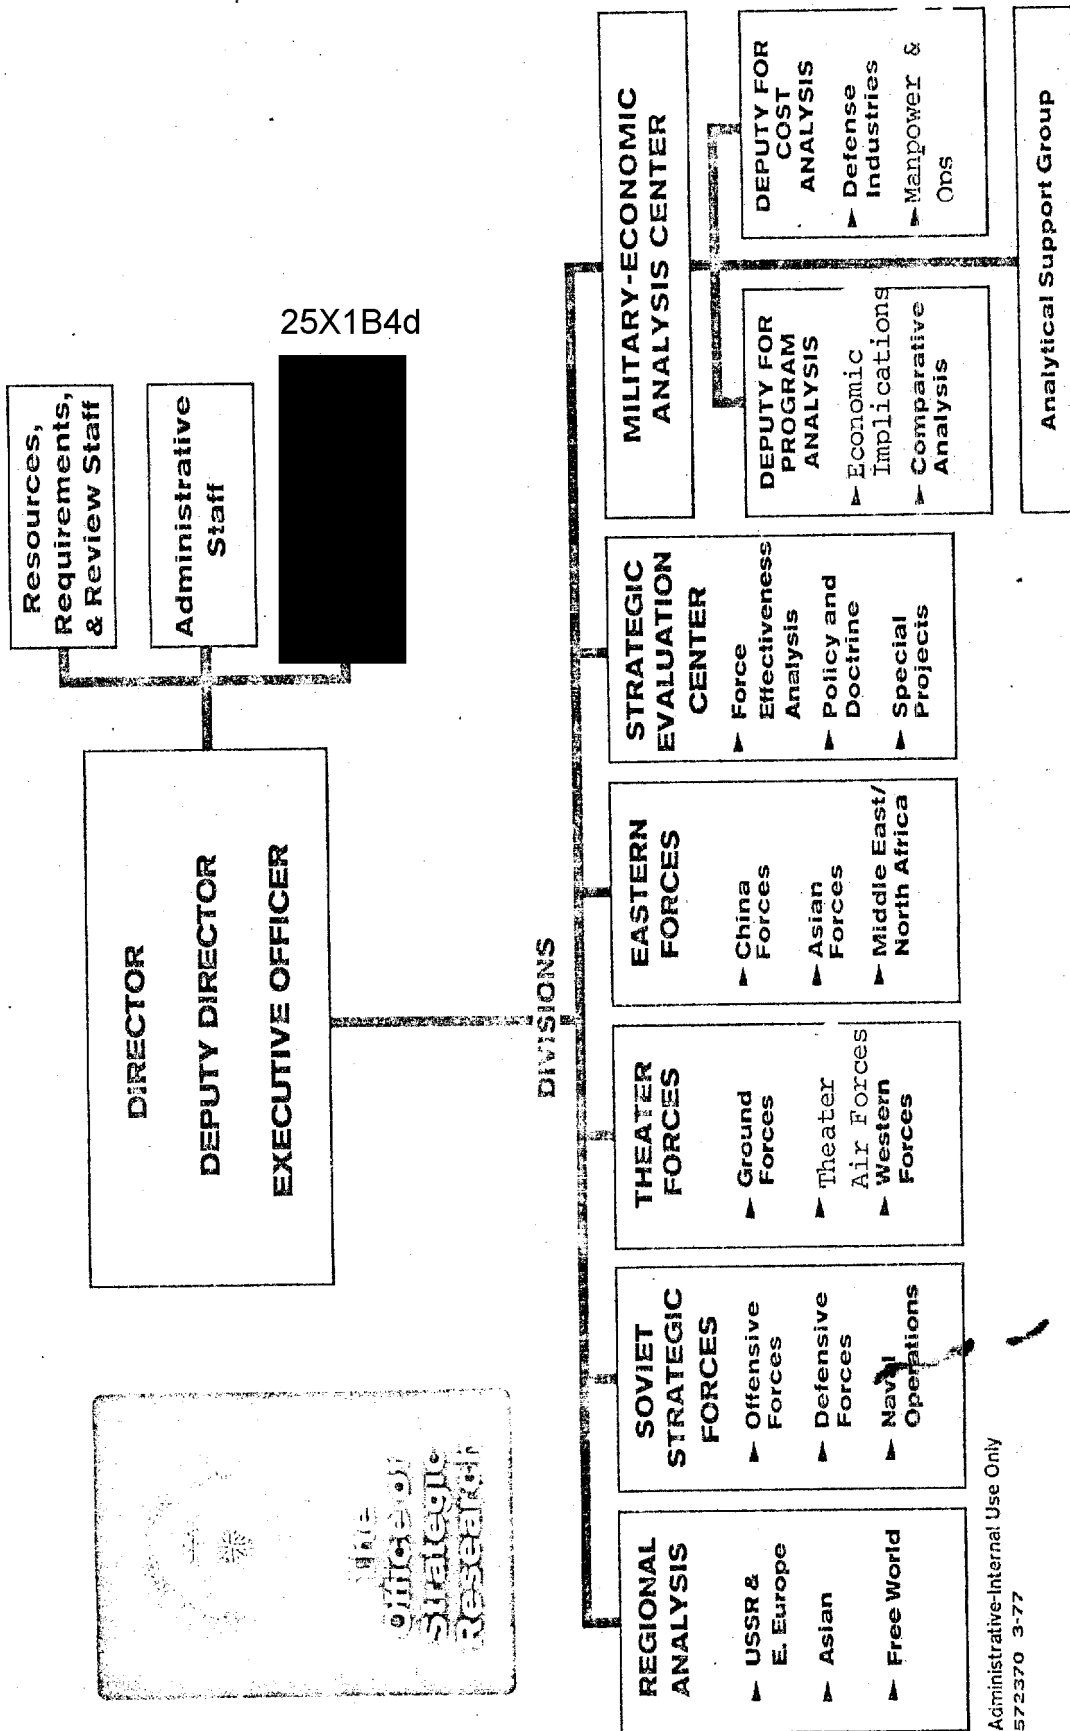 The
Office of
Strategic
Research
DIRECTOR
DEPUTY DIRECTOR
EXECUTIVE OFFICER
Resources,
Requirements,
& Review Staff
Administrative
Staff
25X1B4d
DIVISIONS
REGIONAL
ANALYSIS
► USSR &
E. Europe
► Asian
► Free World
SOVIET
STRATEGIC
FORCES
► Offensive
Forces
► Defensive
Forces
► Naval
Operations
THEATER
FORCES
► Ground
Forces
► Theater
Air Forces
► Western
Forces
EASTERN
FORCES
► China
Forces
► Asian
Forces
► Middle East/
North Africa
STRATEGIC
EVALUATION
CENTER
► Force
Effectiveness
Analysis
► Policy and
Doctrine
► Special
Projects
MILITARY-ECONOMIC
ANALYSIS CENTER
DEPUTY FOR
PROGRAM
ANALYSIS
► Economic
Implications
► Comparative
Analysis
DEPUTY FOR
COST
ANALYSIS
► Defense
Industries
► Manpower &
Ops
Analytical Support Group
Administrative-Internal Use Only
572370 3-77